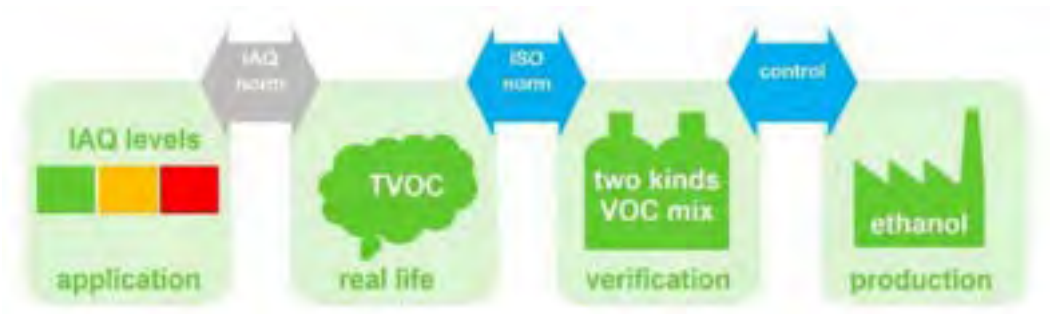 IAQ
norm
ISO
norm
control
IAQ levels
application
TVOC
real life
two kinds
VOC mix
verification
ethanol
production